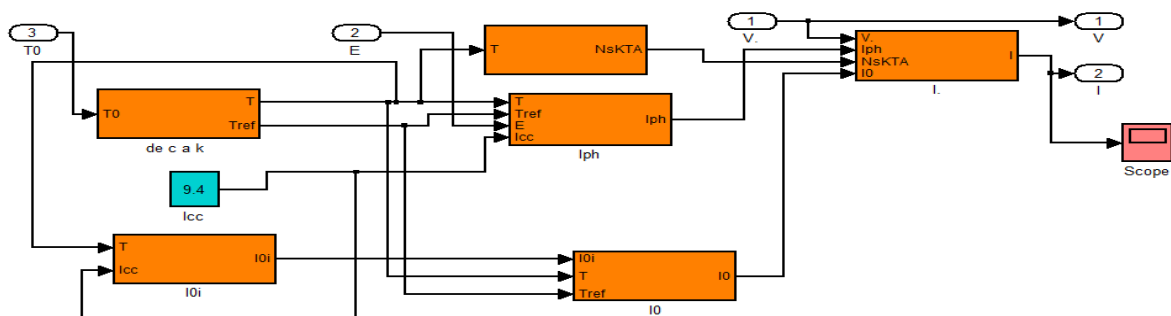 3
T0
2
E
1
V.
1
V
T
NsKTA
V.
Iph
NsKTA
I0
I
I.
2
I
T0
T
Tref
de c a k
T
Tref
E
Icc
Iph
Iph
Scope
9.4
Icc
T
Icc
I0i
I0i
I0i
T
Tref
I0
I0